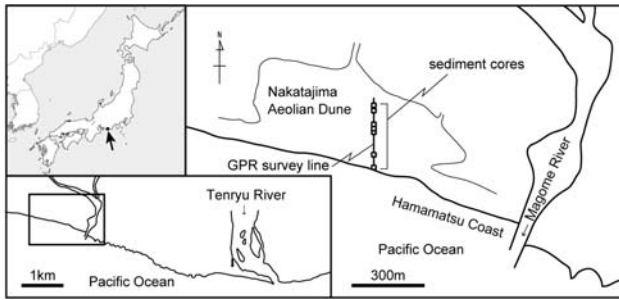 N
sediment cores
Nakatajima
Aeolian Dune
GPR survey line
Magome River
Hamamatsu Coast
Pacific Ocean
300m
Tenryu River
1km
Pacific Ocean